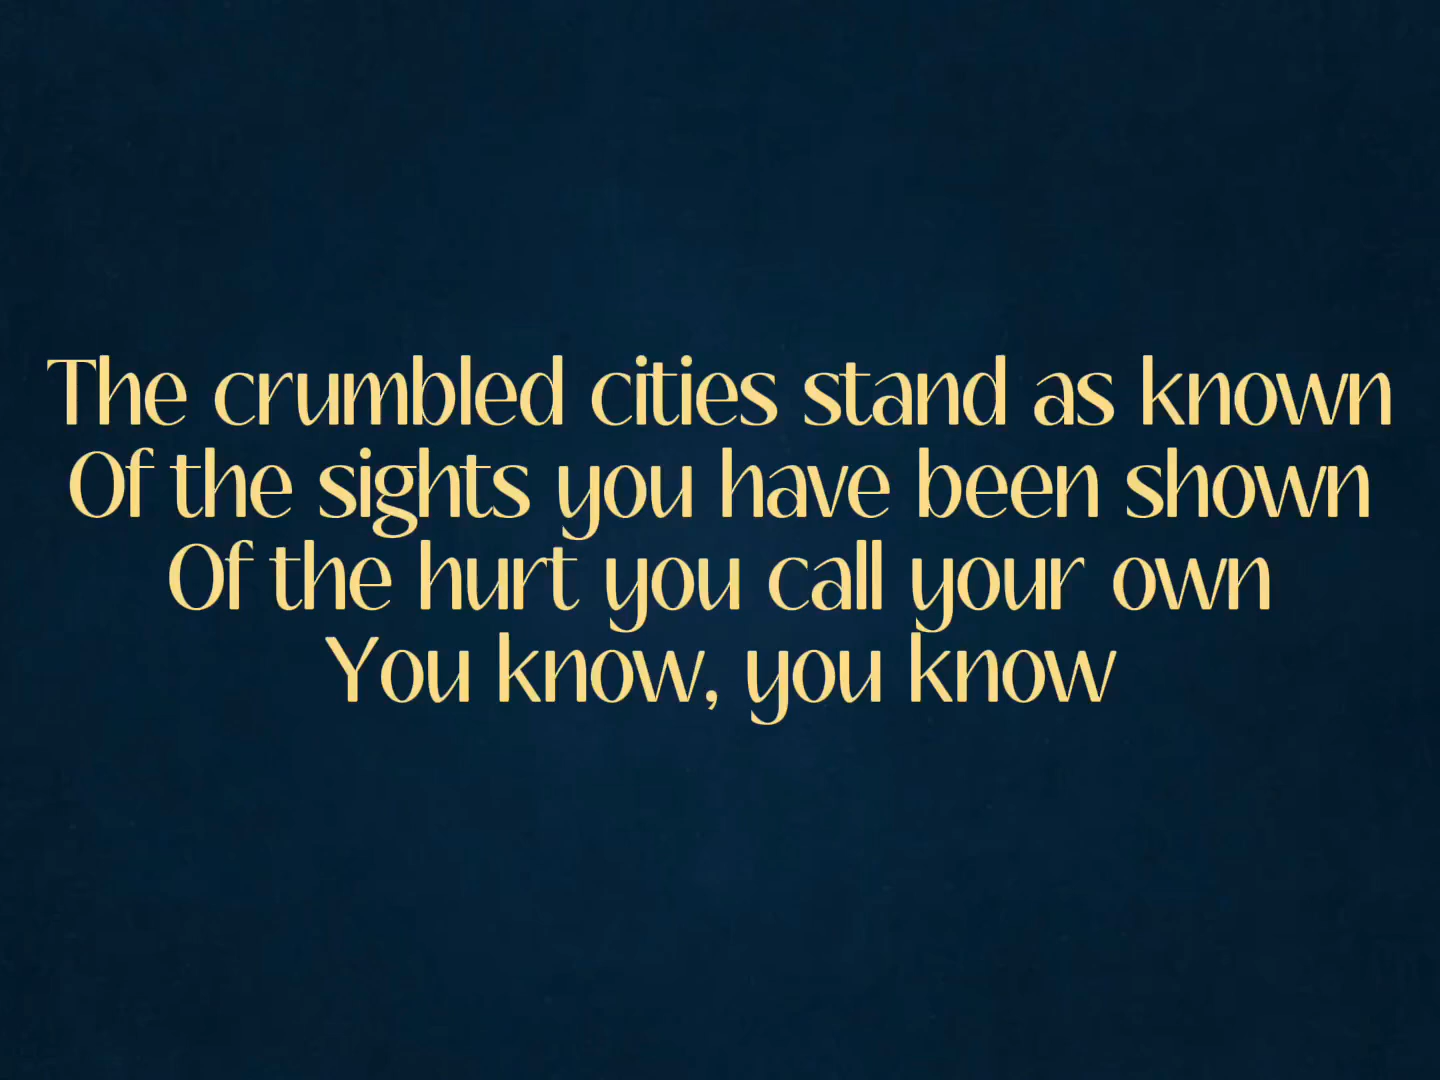 The crumbled cities stand as known
Of the sights you have been shown
Of the hurt you call your own
You know, you know